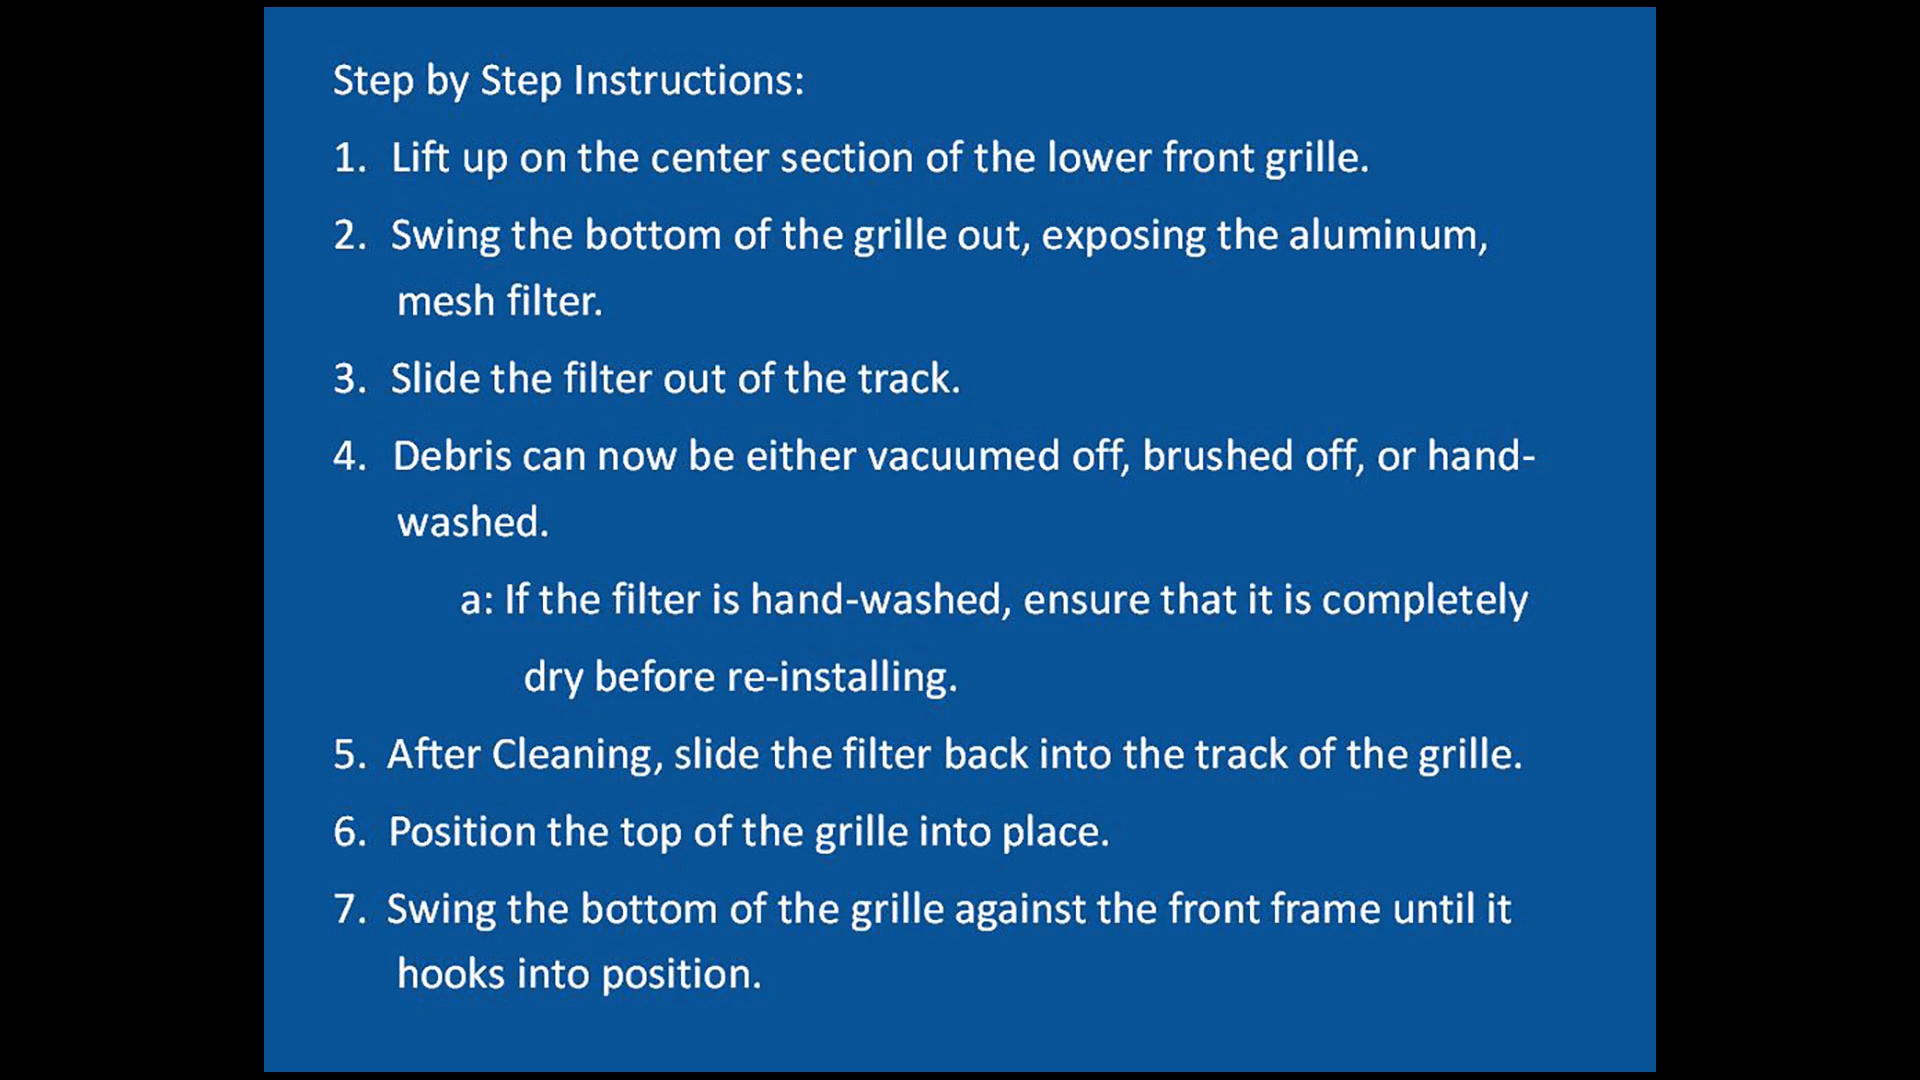 Step by Step Instructions:
1. Lift up on the center section of the lower front grille.
2. Swing the bottom of the grille out, exposing the aluminum,
mesh filter.
3. Slide the filter out of the track.
4. Debris can now be either vacuumed off, brushed off, or hand-
washed.
a: If the filter is hand-washed, ensure that it is completely
dry before re-installing.
5. After Cleaning, slide the filter back into the track of the grille.
6. Position the top of the grille into place.
7. Swing the bottom of the grille against the front frame until it
hooks into position.